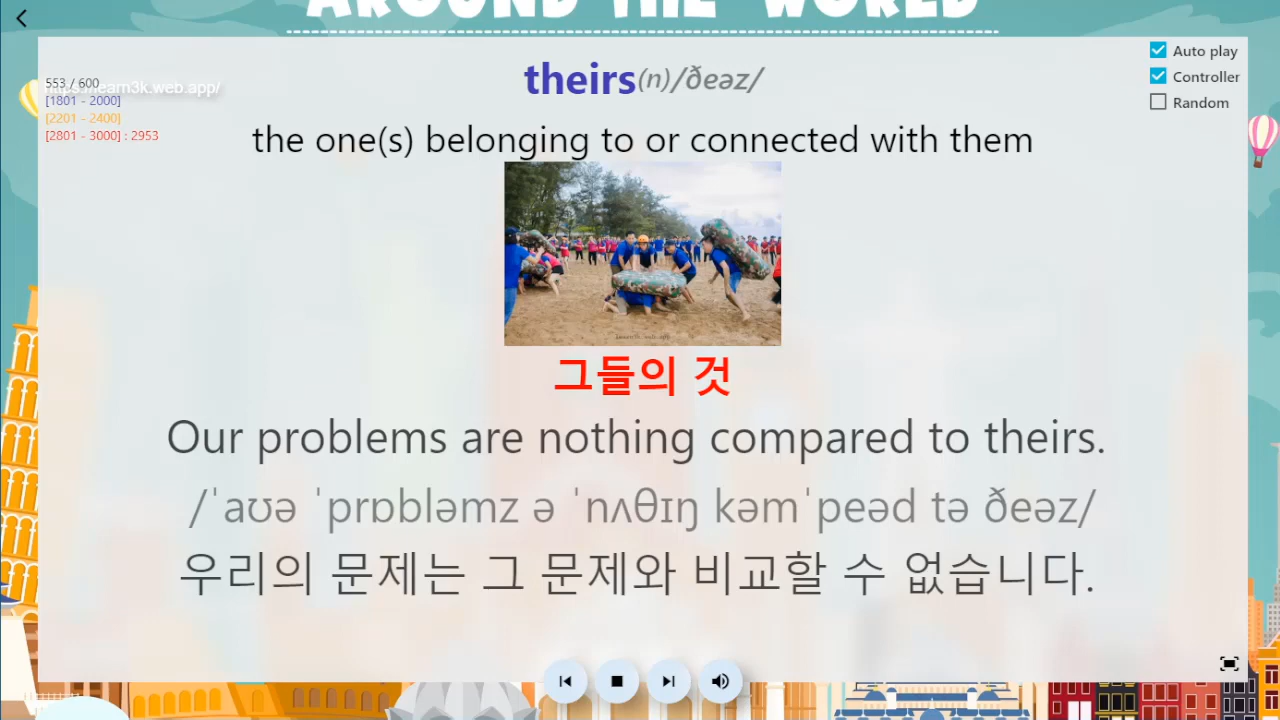 AROUND THE WORLD
553 / 600
https://learn3k.web.app/
[1801 - 2000]
[2201 - 2400]
[2801 - 3000] : 2953
Auto play
Controller
Random
theirs(n)/ðeəz/
the one(s) belonging to or connected with them
그들의 것
Our problems are nothing compared to theirs.
/ˈaʊə ˈprɒbləmz ə ˈnʌθɪŋ kəmˈpeəd tə ðeəz/
우리의 문제는 그 문제와 비교할 수 없습니다.